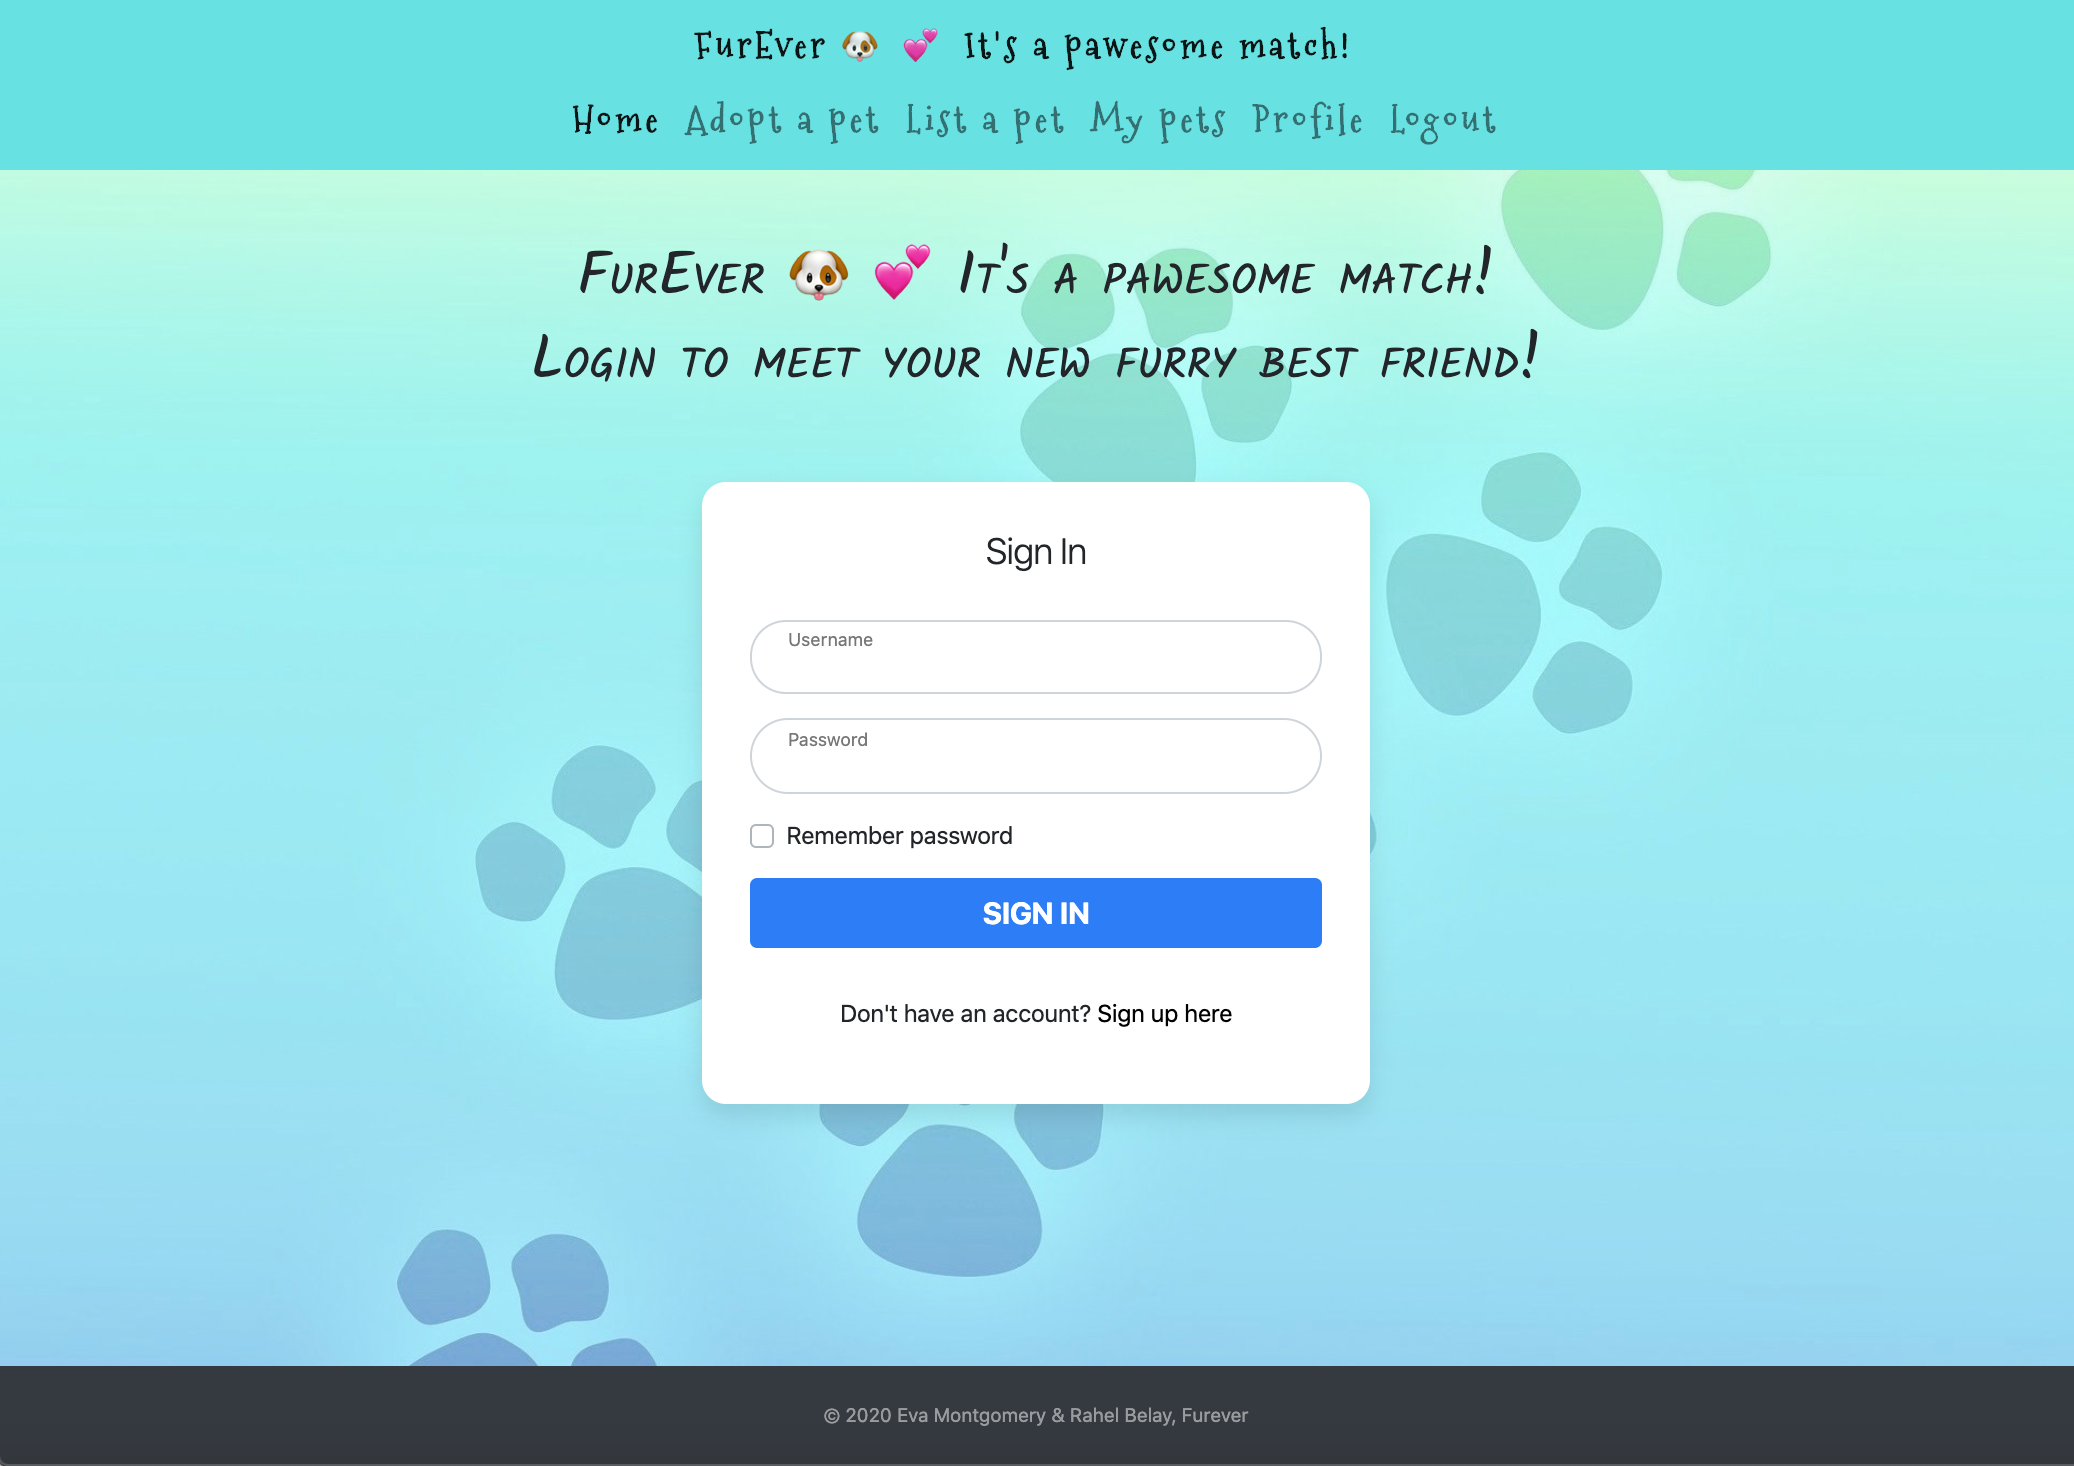 FurEver 🐶 💕 It's a pawesome match!
Home Adopt a pet List a pet My pets Profile Logout
FurEver 🐶 💕 It's a pawesome match!
Login to meet your new furry best friend!
Sign In
Username
Password
Remember password
SIGN IN
Don't have an account? Sign up here
© 2020 Eva Montgomery & Rahel Belay, Furever